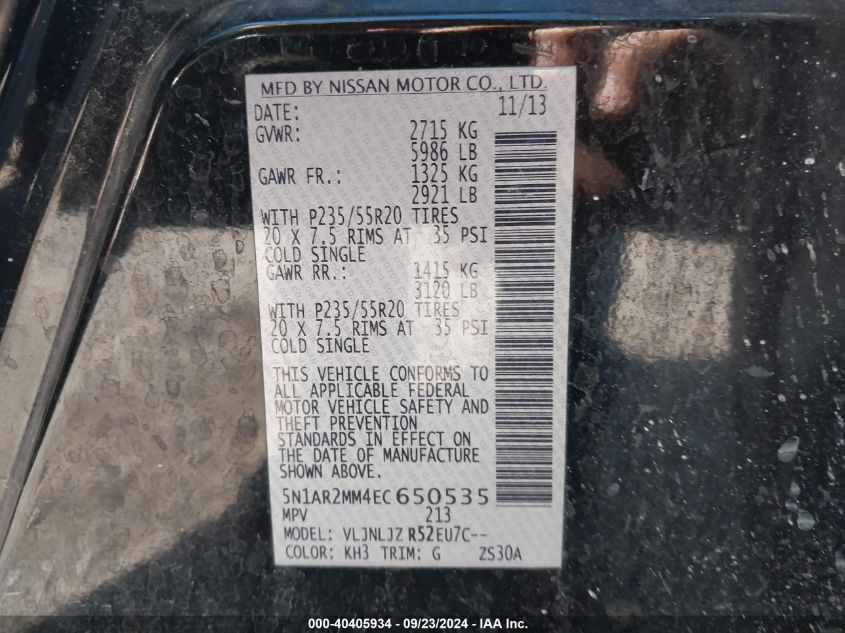 MFD BY NISSAN MOTOR CO., LTD.
DATE: 11/13
GVWR: 2715 KG
5986 LB
GAWR FR.: 1325 KG
2921 LB
WITH P235/55R20 TIRES
20 X 7.5 RIMS AT 35 PSI
COLD SINGLE
GAWR RR.: 1415 KG
3120 LB
WITH P235/55R20 TIRES
20 X 7.5 RIMS AT 35 PSI
COLD SINGLE
THIS VEHICLE CONFORMS TO
ALL APPLICABLE FEDERAL
MOTOR VEHICLE SAFETY AND
THEFT PREVENTION
STANDARDS IN EFFECT ON
THE DATE OF MANUFACTURE
SHOWN ABOVE.
5N1AR2MM4EC650535
MPV 213
MODEL: VLJNLJZ R52EU7C--
COLOR: KH3 TRIM: G ZS30A
000-40405934 - 09/23/2024 - IAA Inc.